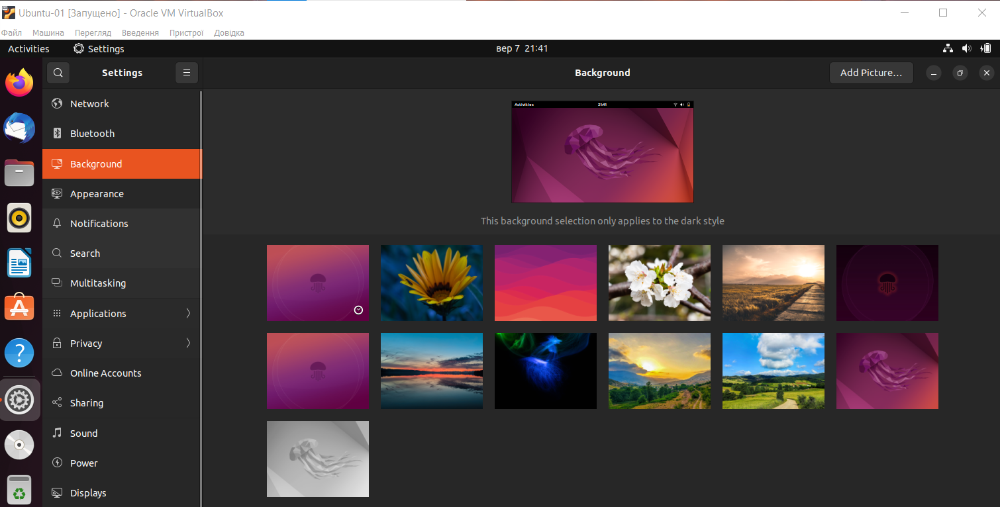 Ubuntu-01 [Запущено] - Oracle VM VirtualBox
Файл Машина Перегляд Введення Пристрої Довідка
Activities Settings вер 7 21:41
Settings Background Add Picture…
Network
Bluetooth
Background
Appearance
Notifications
Search
Multitasking
Applications
Privacy
Online Accounts
Sharing
Sound
Power
Displays
Activities 21:41
This background selection only applies to the dark style